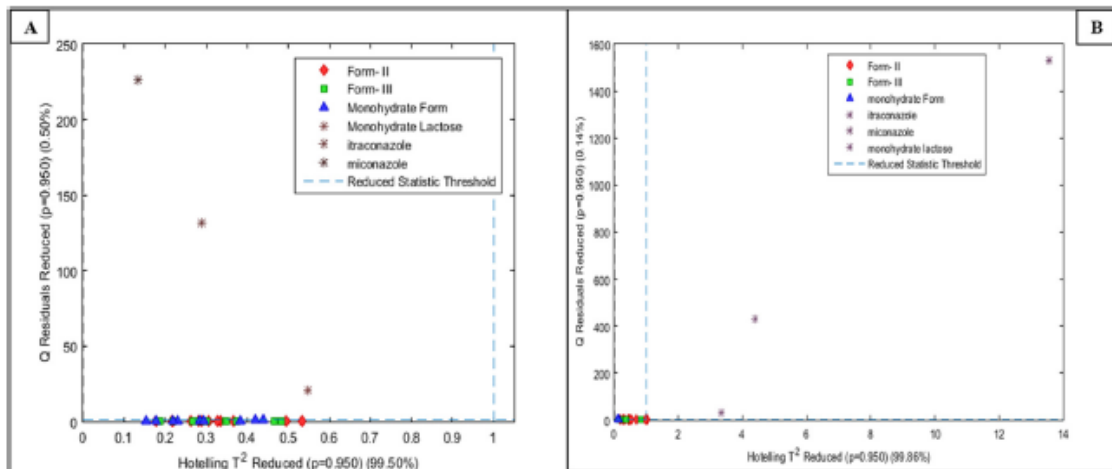 A
250
200
150
100
50
0
Q Residuals Reduced (p=0.950) (0.50%)
Form- II
Form- III
Monohydrate Form
Monohydrate Lactose
itraconazole
miconazole
Reduced Statistic Threshold
0 0.1 0.2 0.3 0.4 0.5 0.6 0.7 0.8 0.9 1
Hotelling T^2 Reduced (p=0.950) (99.50%)
B
1600
1400
1200
1000
800
600
400
200
0
Q Residuals Reduced (p=0.950) (0.14%)
Form- II
Form- III
monohydrate Form
itraconazole
miconazole
monohydrate lactose
Reduced Statistic Threshold
0 2 4 6 8 10 12 14
Hotelling T^2 Reduced (p=0.950) (99.86%)